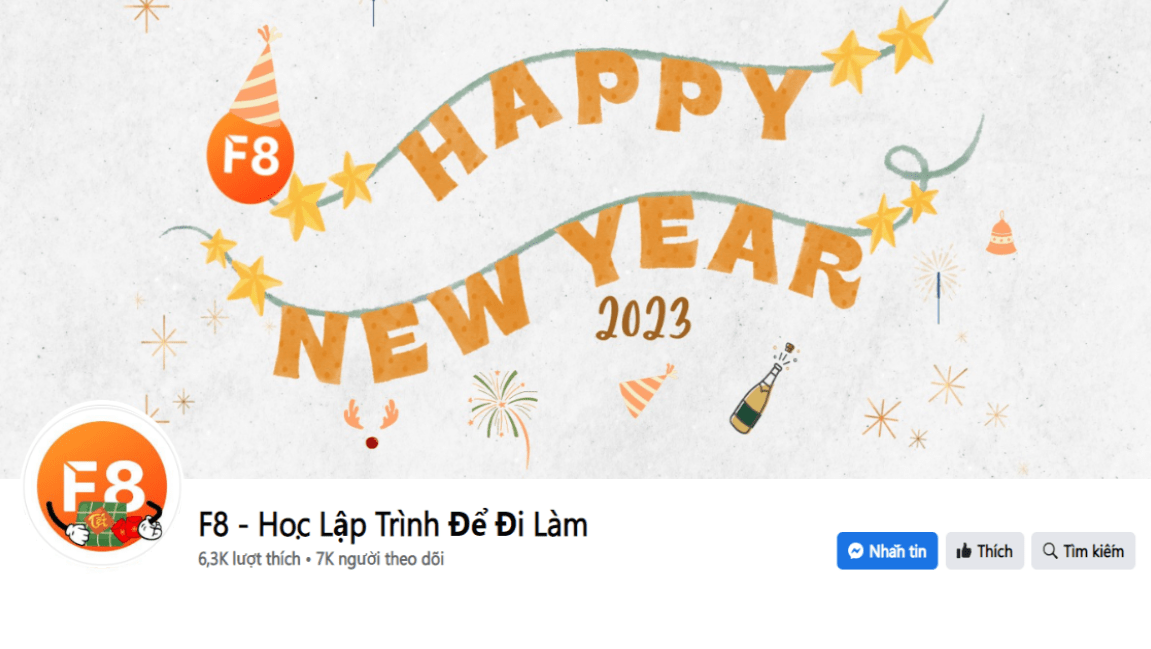 F8
HAPPY
NEW YEAR
2023
F8
Tết
F8 - Học Lập Trình Để Đi Làm
6,3K lượt thích • 7K người theo dõi
Nhắn tin
Thích
Tìm kiếm